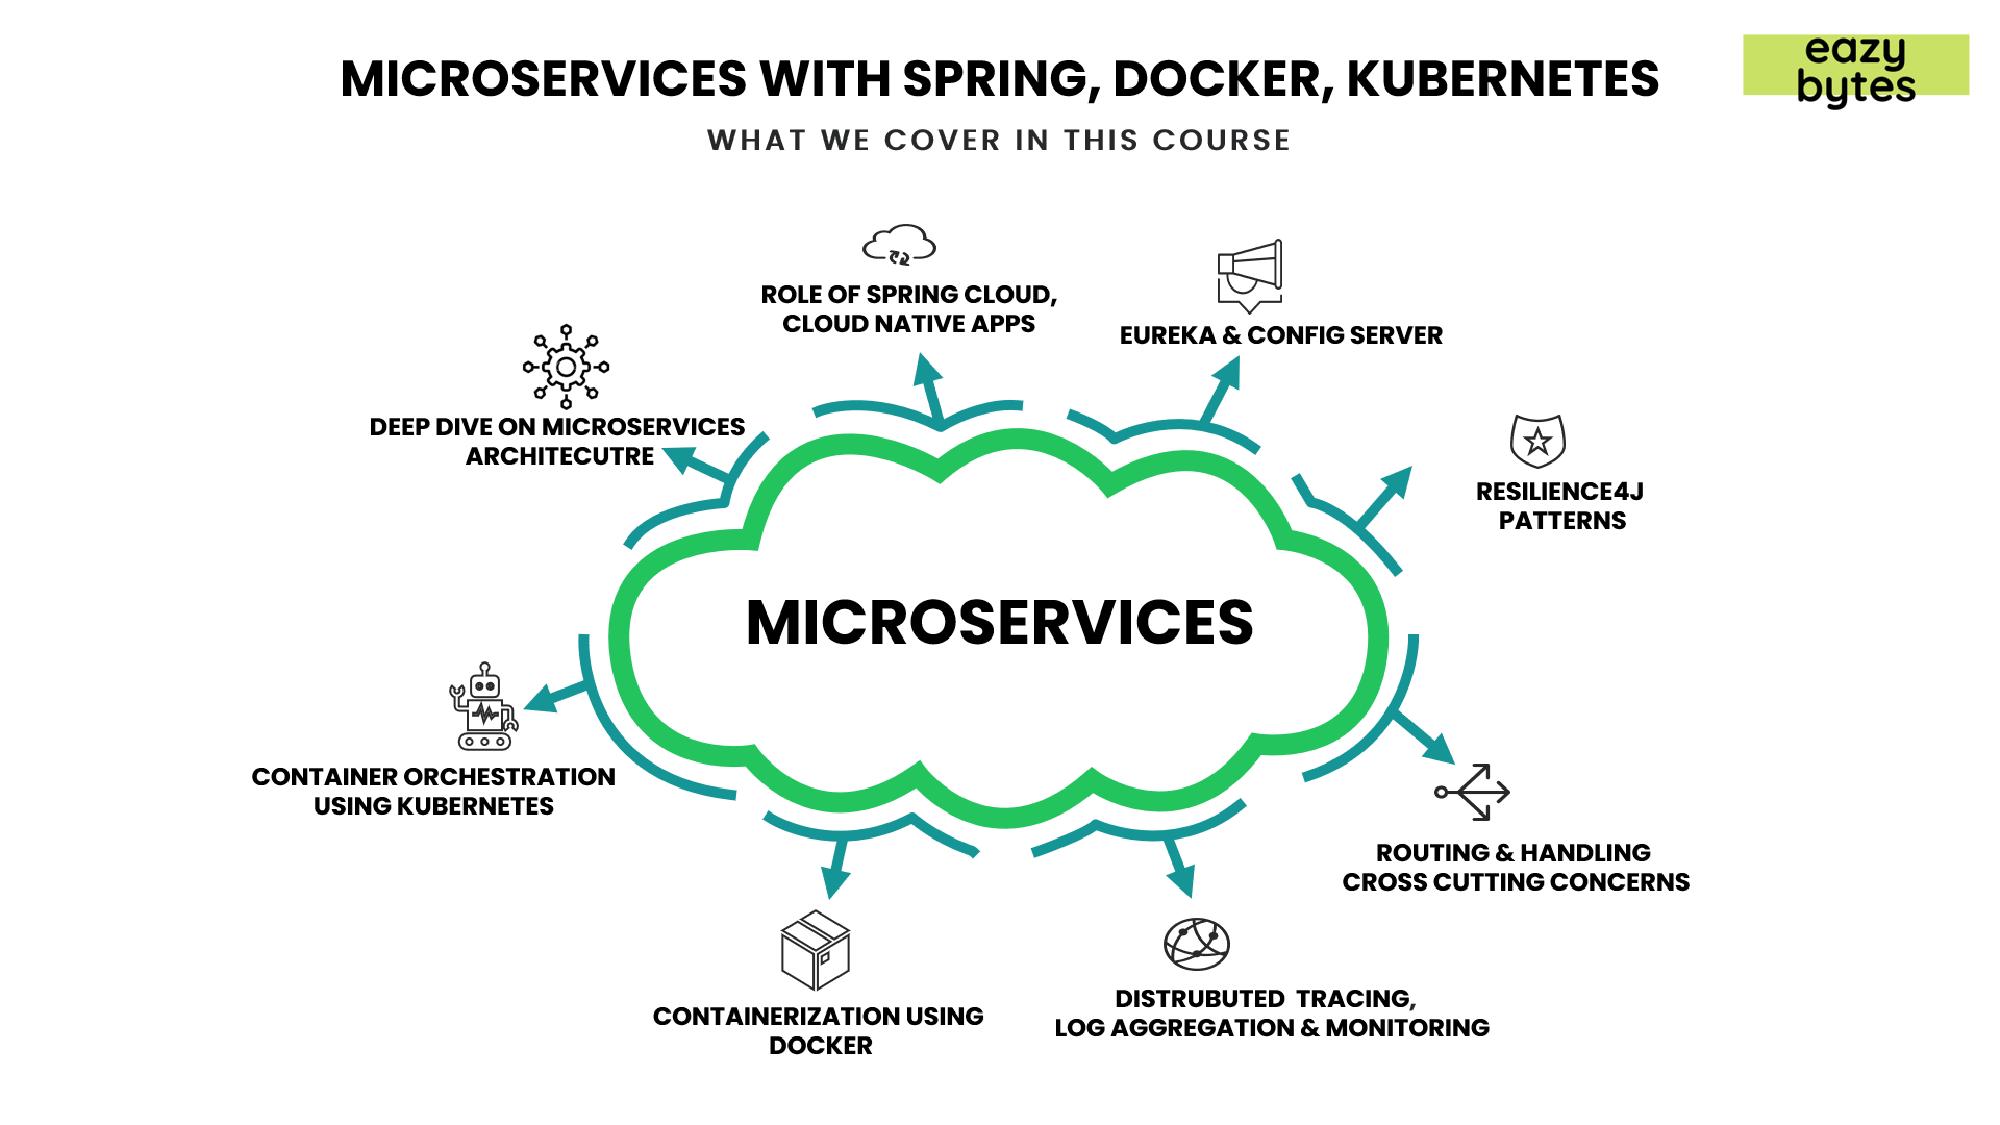 MICROSERVICES WITH SPRING, DOCKER, KUBERNETES
eazy
bytes
WHAT WE COVER IN THIS COURSE
ROLE OF SPRING CLOUD,
CLOUD NATIVE APPS
EUREKA & CONFIG SERVER
DEEP DIVE ON MICROSERVICES
ARCHITECUTRE
RESILIENCE4J
PATTERNS
MICROSERVICES
CONTAINER ORCHESTRATION
USING KUBERNETES
ROUTING & HANDLING
CROSS CUTTING CONCERNS
CONTAINERIZATION USING
DOCKER
DISTRUBUTED TRACING,
LOG AGGREGATION & MONITORING